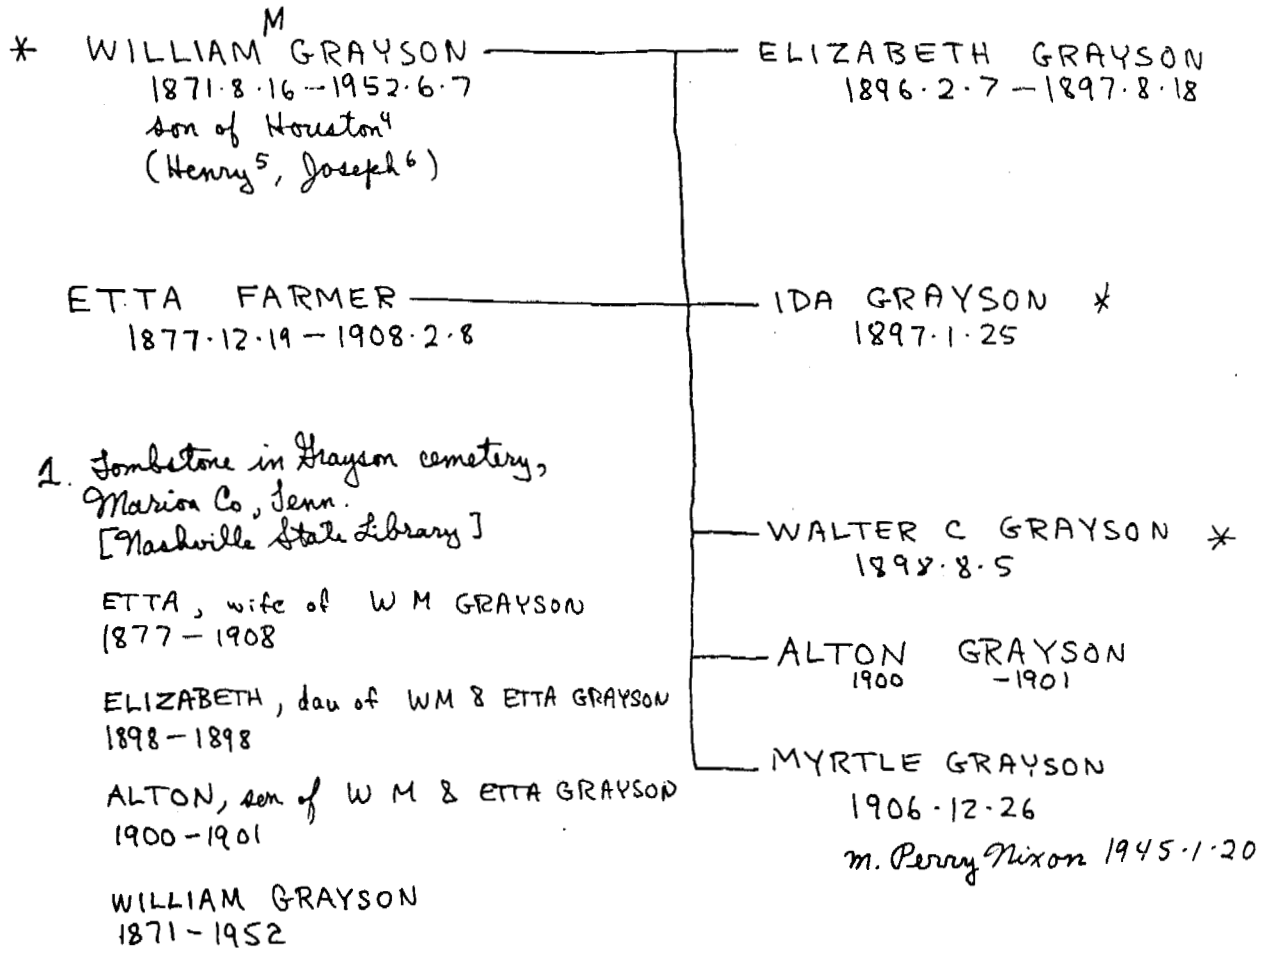 * WILLIAM M GRAYSON
1871·8·16–1952·6·7
son of Houston⁴
(Henry⁵, Joseph⁶)
ETTA FARMER
1877·12·19–1908·2·8
1. Tombstone in Grayson cemetery,
Marion Co, Tenn.
[Nashville State Library]
ETTA, wife of W M GRAYSON
1877–1908
ELIZABETH, dau of WM & ETTA GRAYSON
1898–1898
ALTON, son of W M & ETTA GRAYSON
1900–1901
WILLIAM GRAYSON
1871–1952
ELIZABETH GRAYSON
1896·2·7–1897·8·18
IDA GRAYSON *
1897·1·25
WALTER C GRAYSON *
1898·8·5
ALTON GRAYSON
1900 –1901
MYRTLE GRAYSON
1906·12·26
m. Perry Nixon 1945·1·20